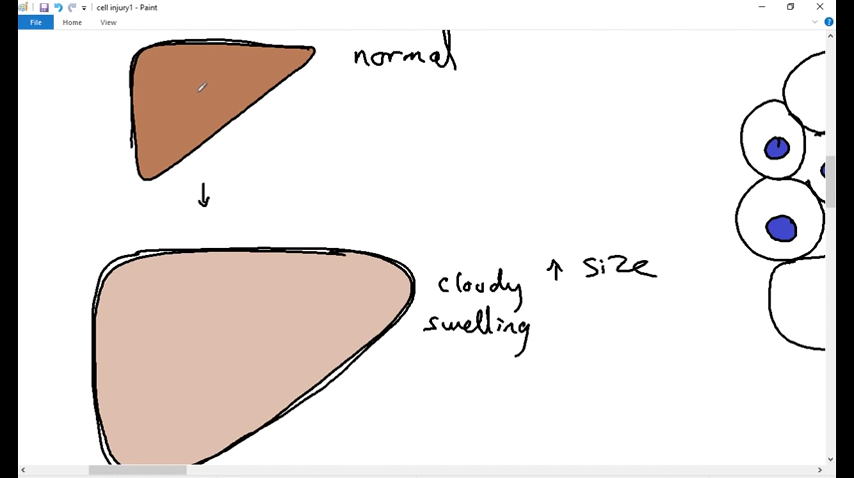 cell injury1 - Paint
File Home View
normal
↑ size
cloudy
swelling